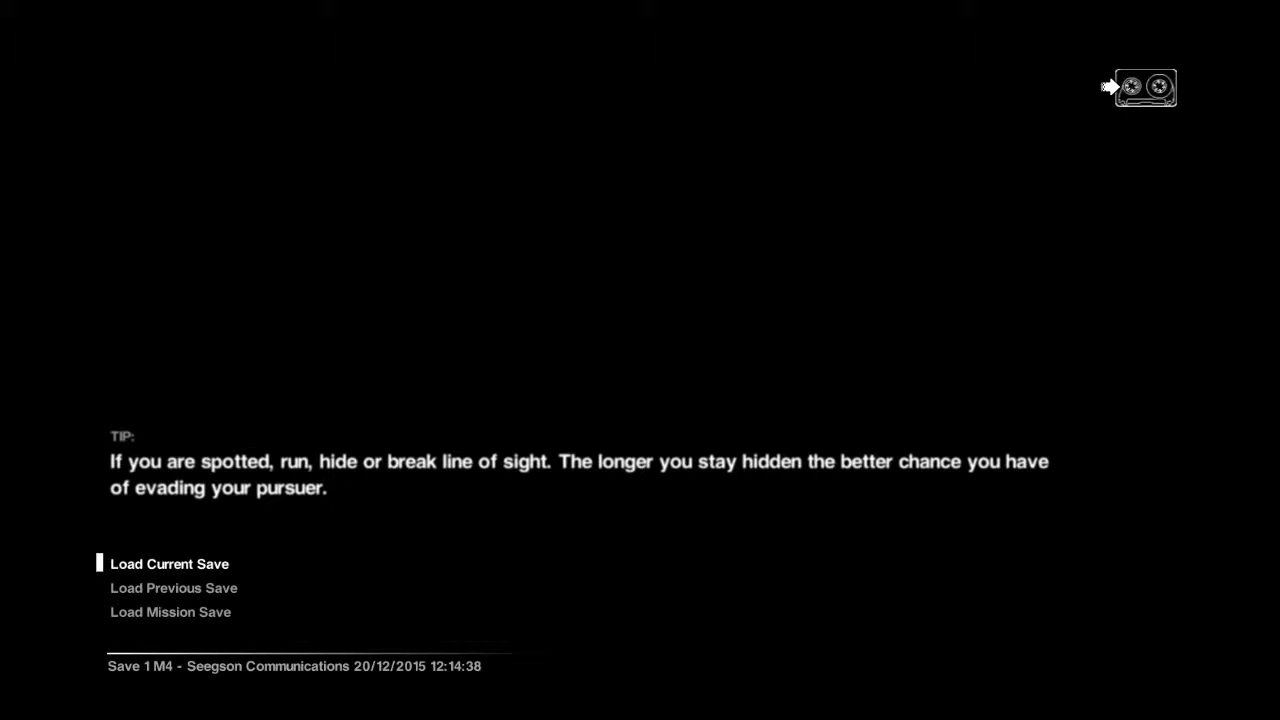 TIP:
If you are spotted, run, hide or break line of sight. The longer you stay hidden the better chance you have
of evading your pursuer.
Load Current Save
Load Previous Save
Load Mission Save
Save 1 M4 - Seegson Communications 20/12/2015 12:14:38